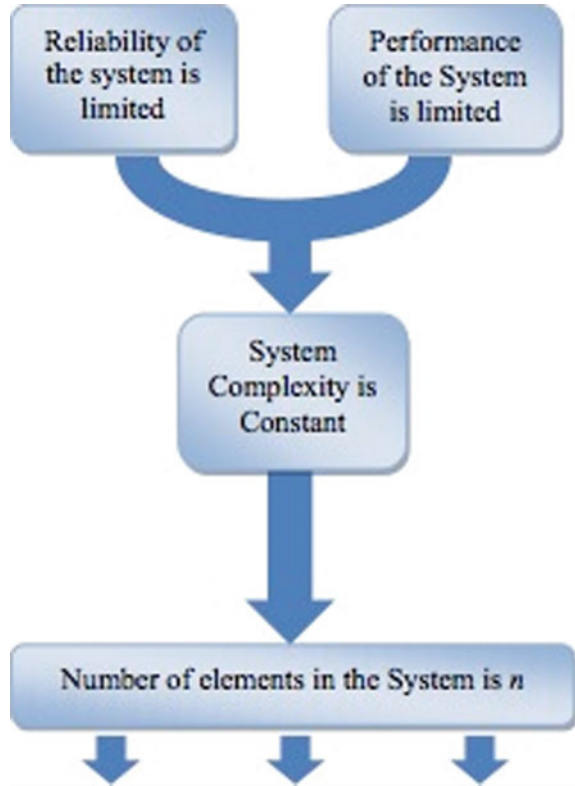 Reliability of
the system is
limited
Performance
of the System
is limited
System
Complexity is
Constant
Number of elements in the System is n